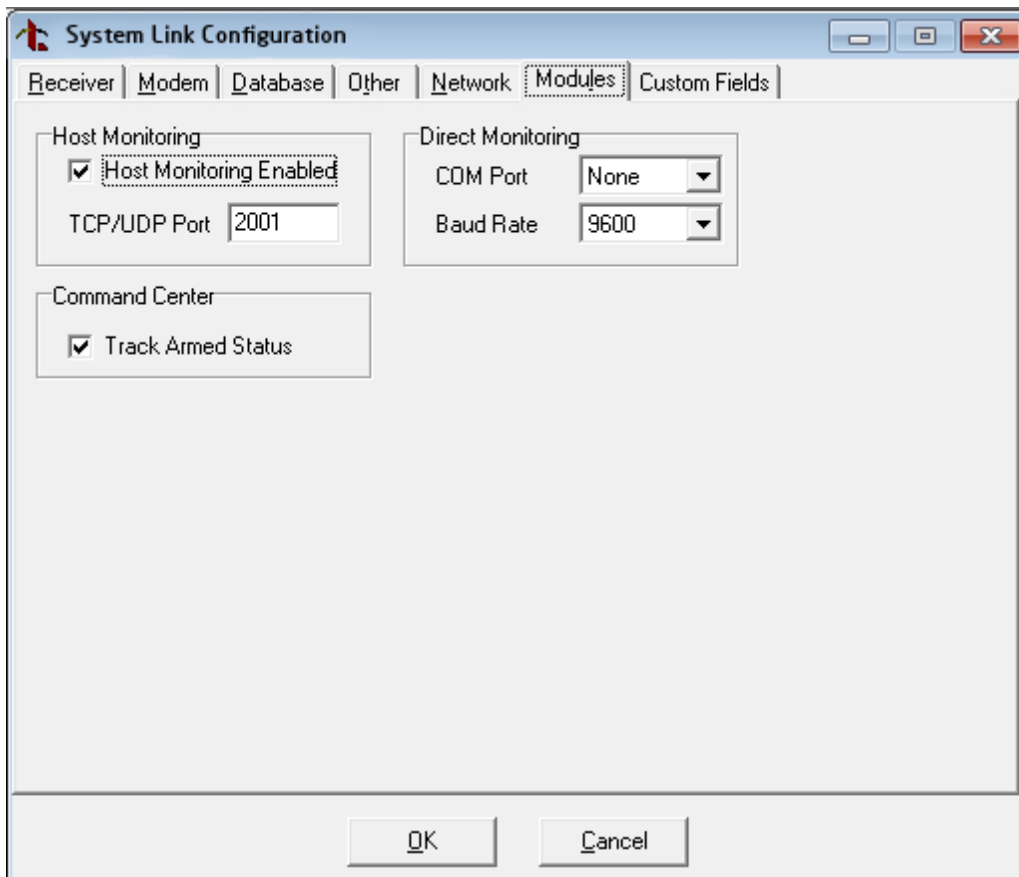 System Link Configuration
Receiver Modem Database Other Network Modules Custom Fields
Host Monitoring
Host Monitoring Enabled
TCP/UDP Port 2001
Direct Monitoring
COM Port None
Baud Rate 9600
Command Center
Track Armed Status
OK Cancel